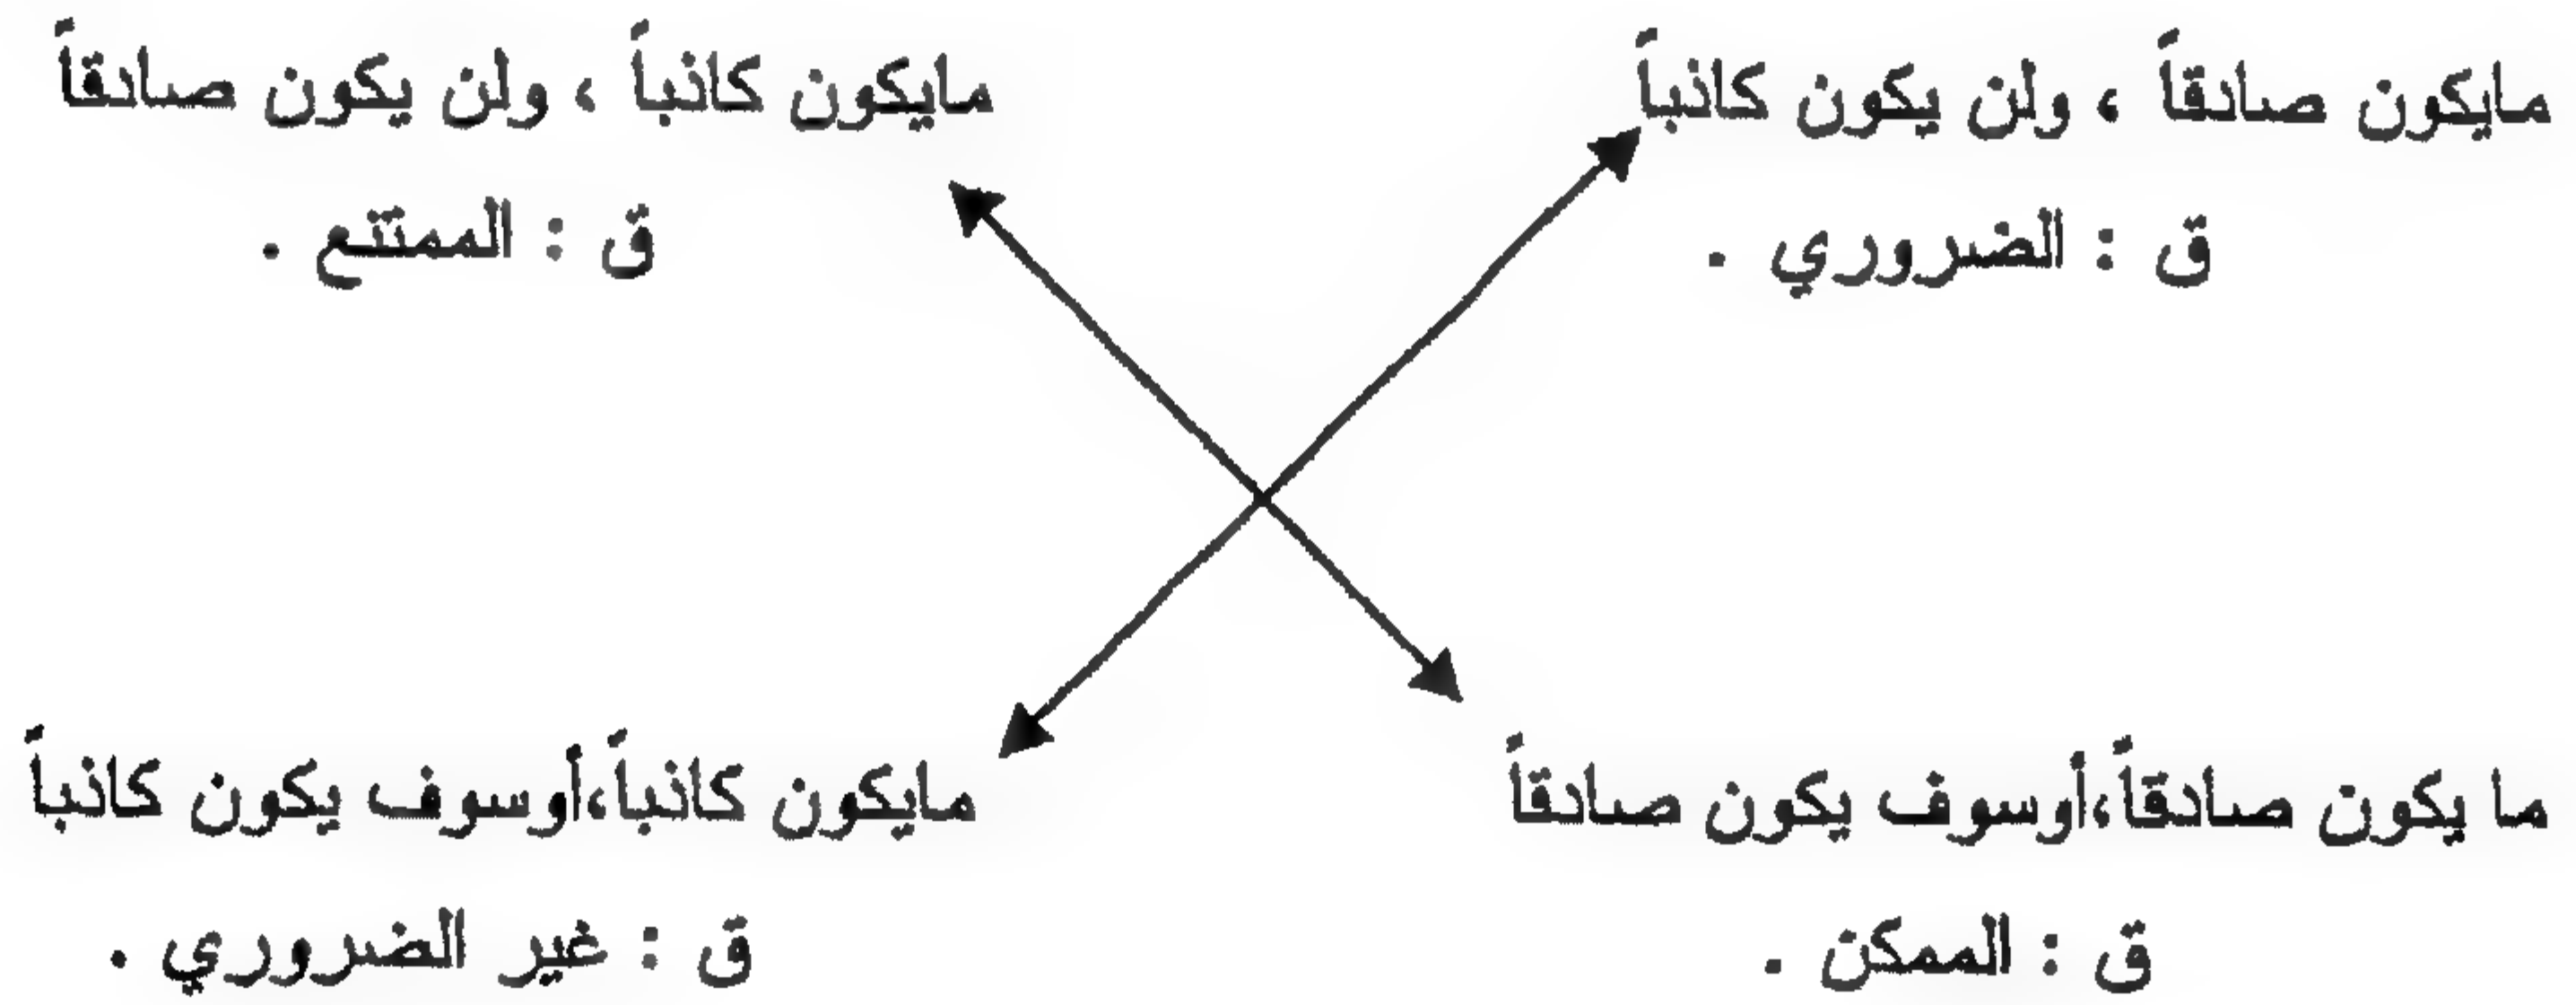 مايكون صادقاً ، ولن يكون كاذباً
ق : الضروري .
مايكون كاذباً ، ولن يكون صادقاً
ق : الممتنع .
ما يكون صادقاً،أوسوف يكون صادقاً
ق : الممكن .
مايكون كاذباً،أوسوف يكون كاذباً
ق : غير الضروري .